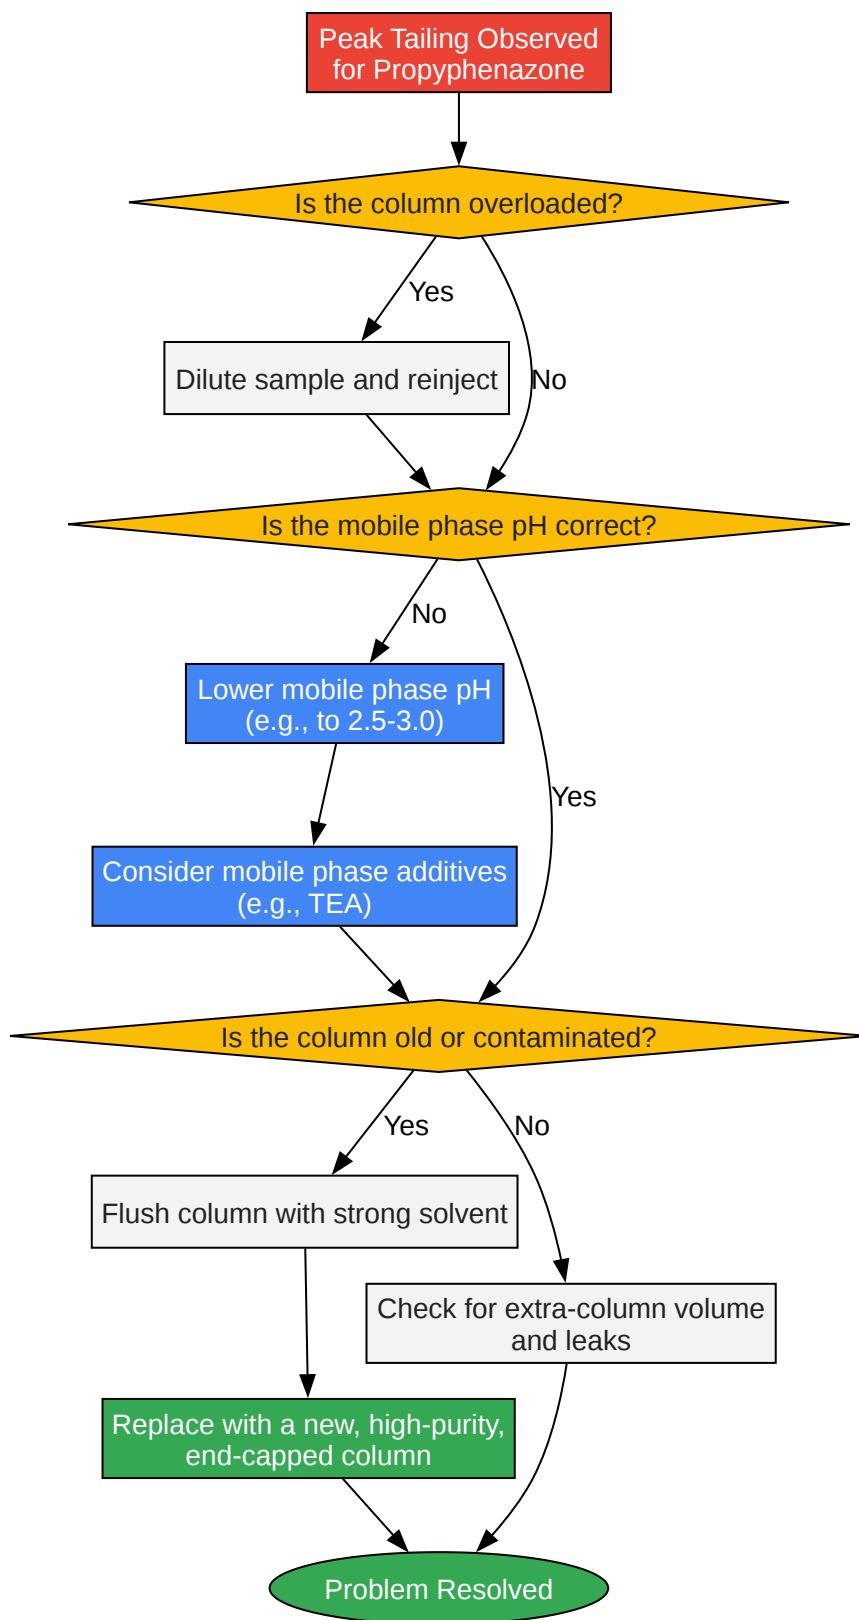 Peak Tailing Observed
for Propyphenazone
Is the column overloaded?
Yes
Dilute sample and reinject
No
Is the mobile phase pH correct?
No
Lower mobile phase pH
(e.g., to 2.5-3.0)
Yes
Consider mobile phase additives
(e.g., TEA)
Is the column old or contaminated?
Yes
No
Flush column with strong solvent
Check for extra-column volume
and leaks
Replace with a new, high-purity,
end-capped column
Problem Resolved